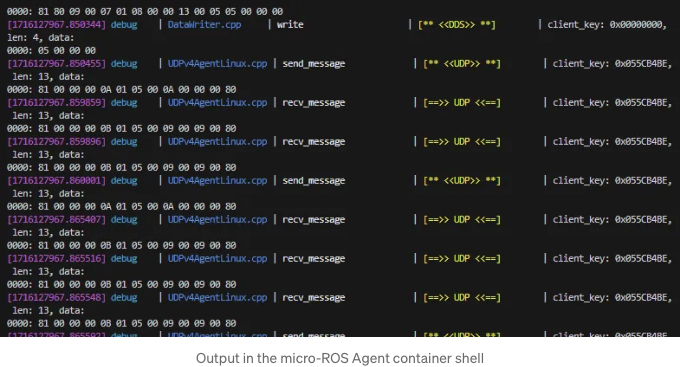 0000: 81 80 09 00 07 01 08 00 00 13 00 05 05 00 00 00
[1716127967.850344] debug | DataWriter.cpp | write | [** <<DDS>> **] | client_key: 0x00000000,
len: 4, data:
0000: 05 00 00 00
[1716127967.850455] debug | UDPv4AgentLinux.cpp | send_message | [** <<UDP>> **] | client_key: 0x055CB4BE,
len: 13, data:
0000: 81 00 00 00 0A 01 05 00 0A 00 00 00 80
[1716127967.859859] debug | UDPv4AgentLinux.cpp | recv_message | [==>> UDP <<==] | client_key: 0x055CB4BE,
len: 13, data:
0000: 81 00 00 00 0B 01 05 00 09 00 09 00 80
[1716127967.859896] debug | UDPv4AgentLinux.cpp | recv_message | [==>> UDP <<==] | client_key: 0x055CB4BE,
len: 13, data:
0000: 81 00 00 00 0B 01 05 00 09 00 09 00 80
[1716127967.860001] debug | UDPv4AgentLinux.cpp | send_message | [** <<UDP>> **] | client_key: 0x055CB4BE,
len: 13, data:
0000: 81 00 00 00 0A 01 05 00 0A 00 00 00 80
[1716127967.865407] debug | UDPv4AgentLinux.cpp | recv_message | [==>> UDP <<==] | client_key: 0x055CB4BE,
len: 13, data:
0000: 81 00 00 00 0B 01 05 00 09 00 09 00 80
[1716127967.865516] debug | UDPv4AgentLinux.cpp | recv_message | [==>> UDP <<==] | client_key: 0x055CB4BE,
len: 13, data:
0000: 81 00 00 00 0B 01 05 00 09 00 09 00 80
[1716127967.865548] debug | UDPv4AgentLinux.cpp | recv_message | [==>> UDP <<==] | client_key: 0x055CB4BE,
len: 13, data:
0000: 81 00 00 00 0B 01 05 00 09 00 09 00 80
[1716127967.865592] debug | UDPv4AgentLinux.cpp | send_message | [** <<UDP>> **] | client_key: 0x055CB4BE,
Output in the micro-ROS Agent container shell